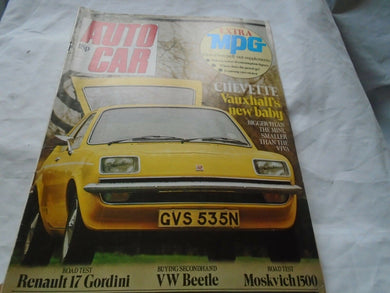 AUTO
CAR
18p
EXTRA
MPG
CHEVETTE
Vauxhall's
new baby
BIGGER THAN
THE MINI,
SMALLER
THAN THE
VIVA
GVS 535N
ROAD TEST
Renault 17 Gordini
BUYING SECONDHAND
VW Beetle
ROAD TEST
Moskvich 1500